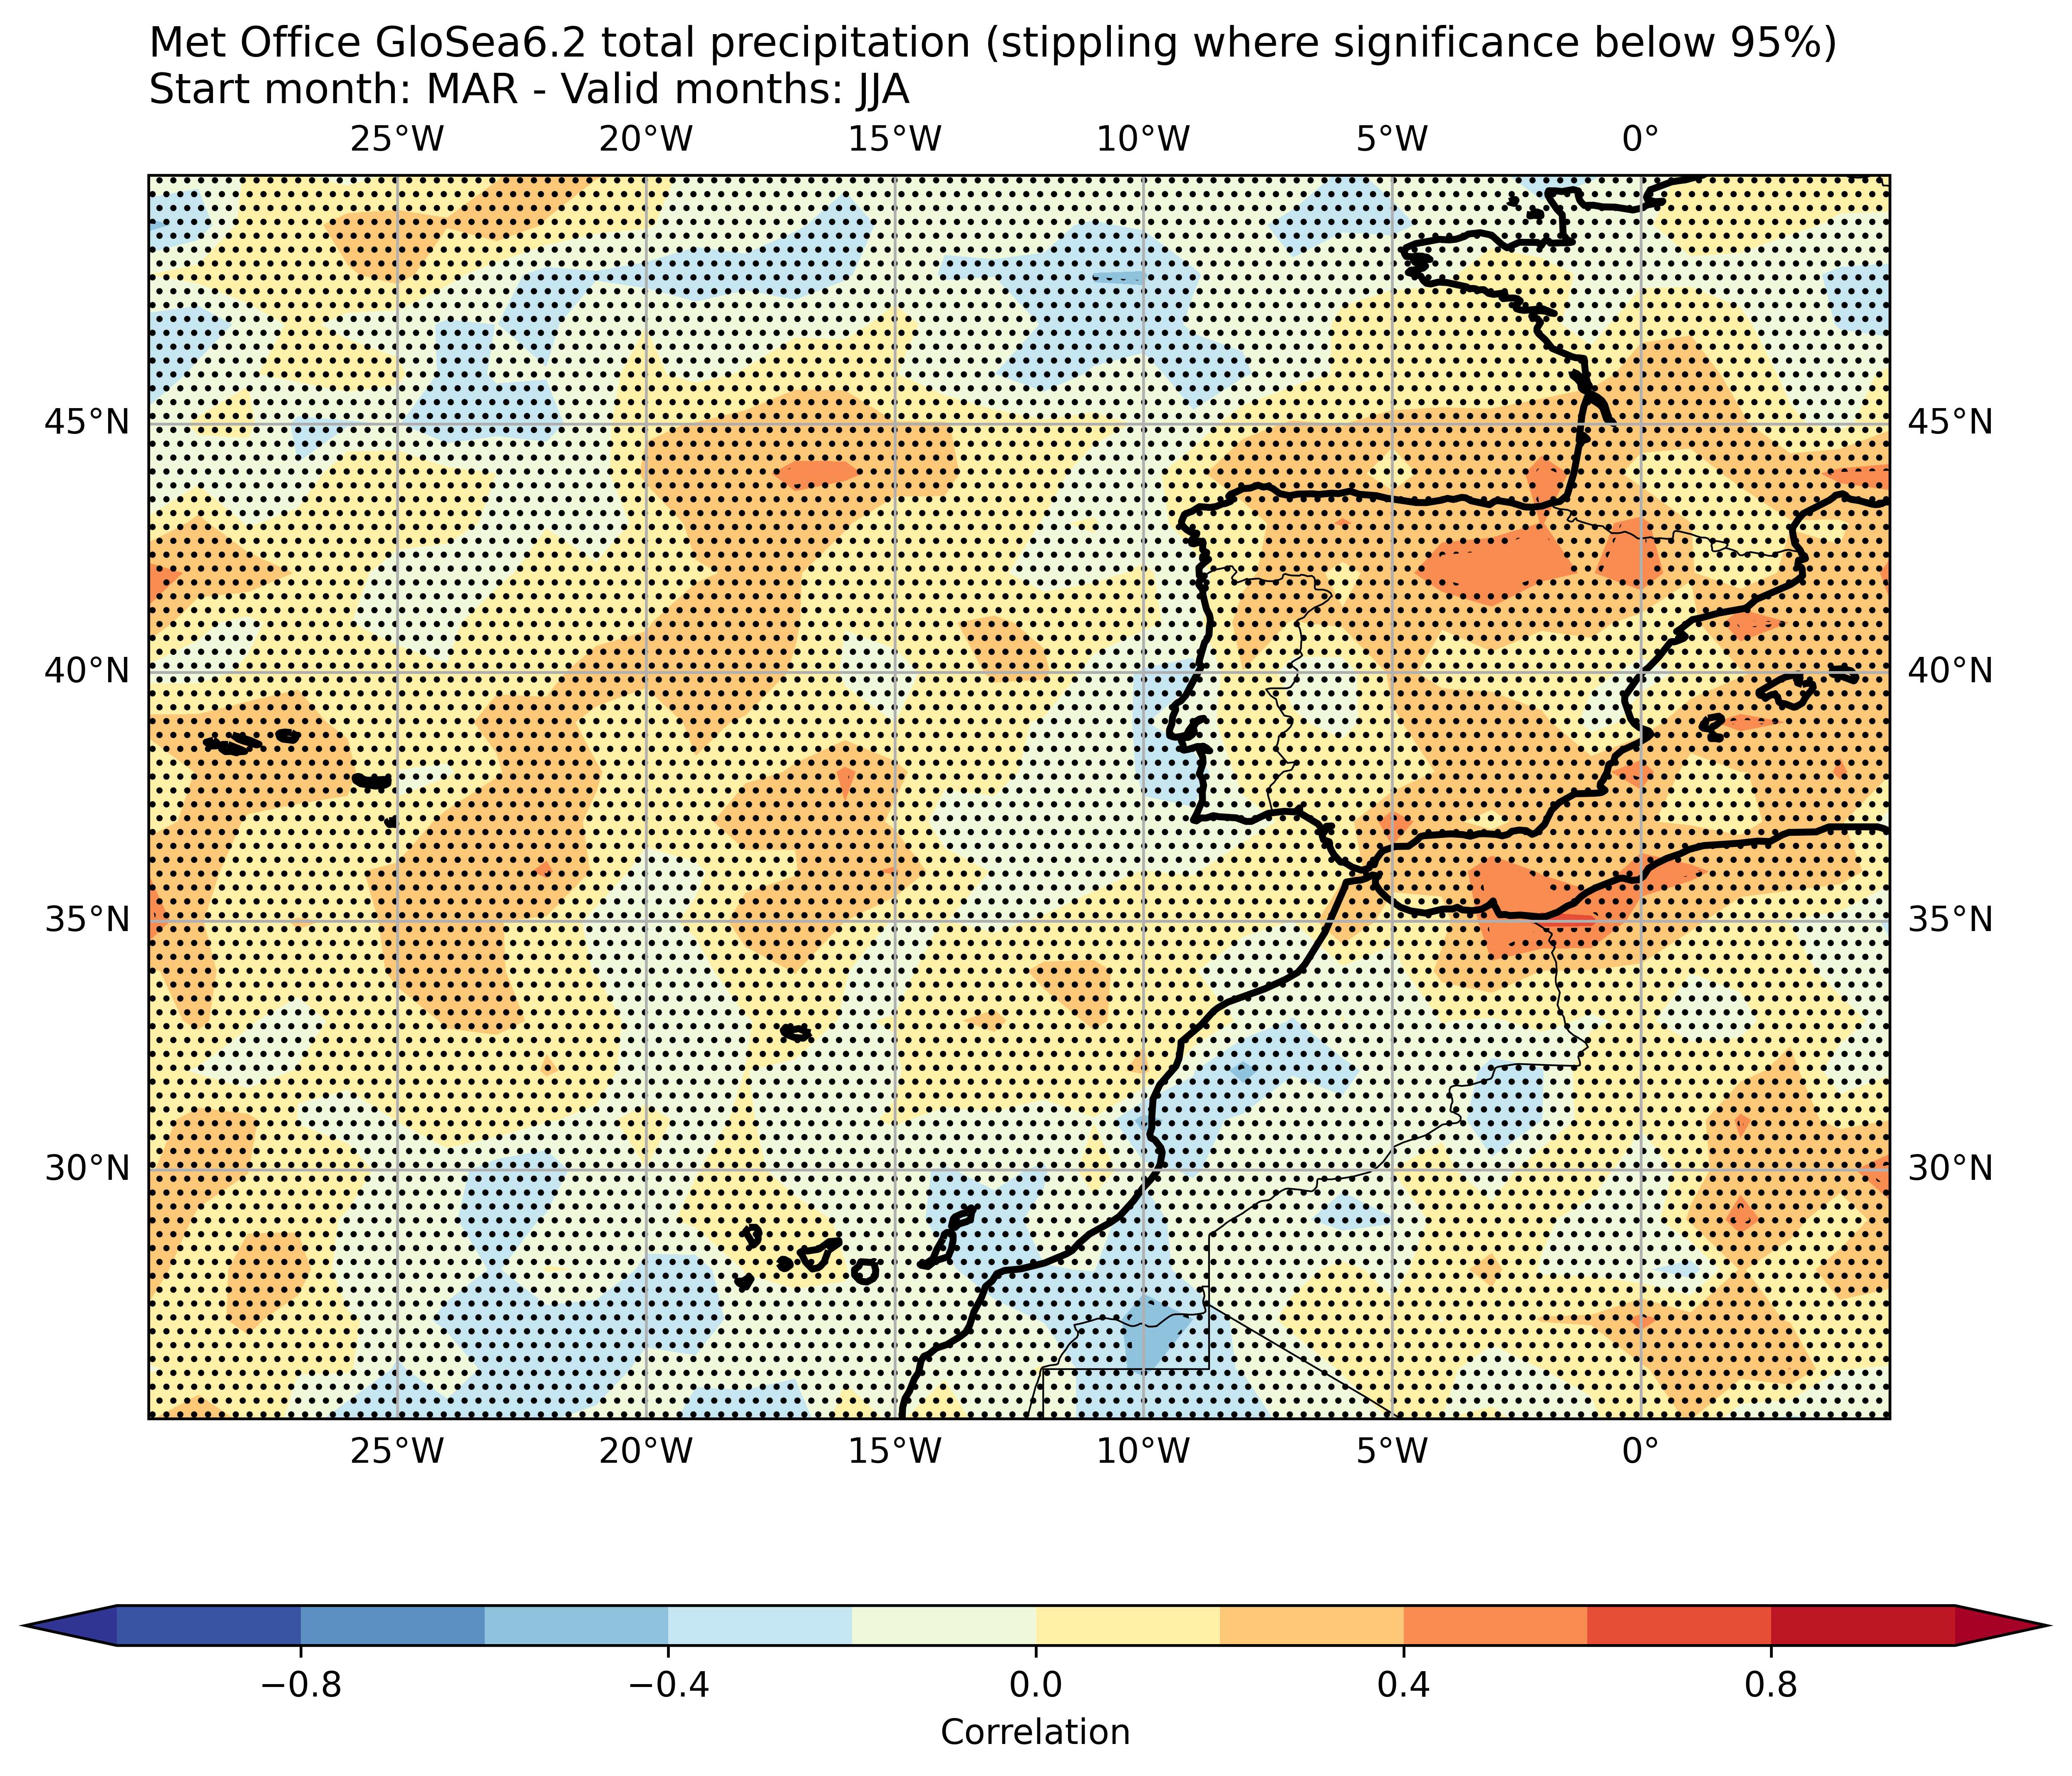 Met Office GloSea6.2 total precipitation (stippling where significance below 95%)
Start month: MAR - Valid months: JJA
25°W 20°W 15°W 10°W 5°W 0°
45°N 45°N
40°N 40°N
35°N 35°N
30°N 30°N
25°W 20°W 15°W 10°W 5°W 0°
−0.8 −0.4 0.0 0.4 0.8
Correlation